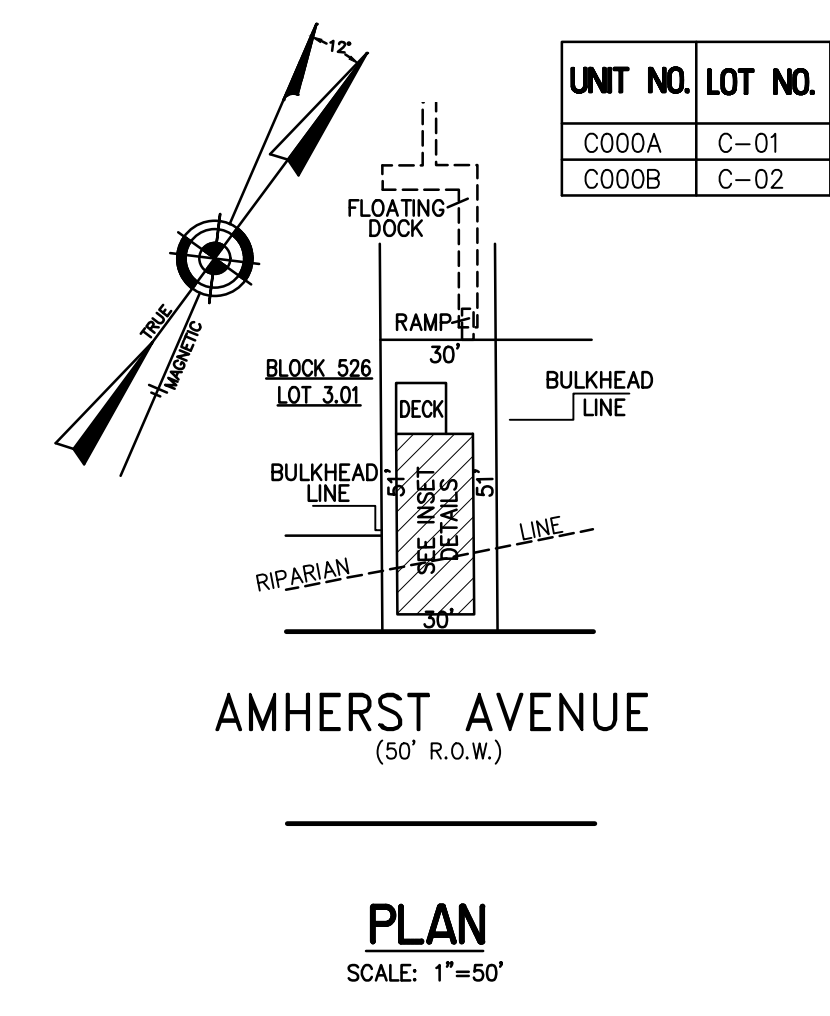 12°
UNIT NO. LOT NO.
C000A C-01
C000B C-02
FLOATING
DOCK
RAMP
30'
TRUE
MAGNETIC
BLOCK 526
LOT 3.01
DECK
BULKHEAD
LINE
BULKHEAD
LINE
51'
SEE INSET
DETAILS
51'
RIPARIAN LINE
30'
AMHERST AVENUE
(50' R.O.W.)
PLAN
SCALE: 1"=50'